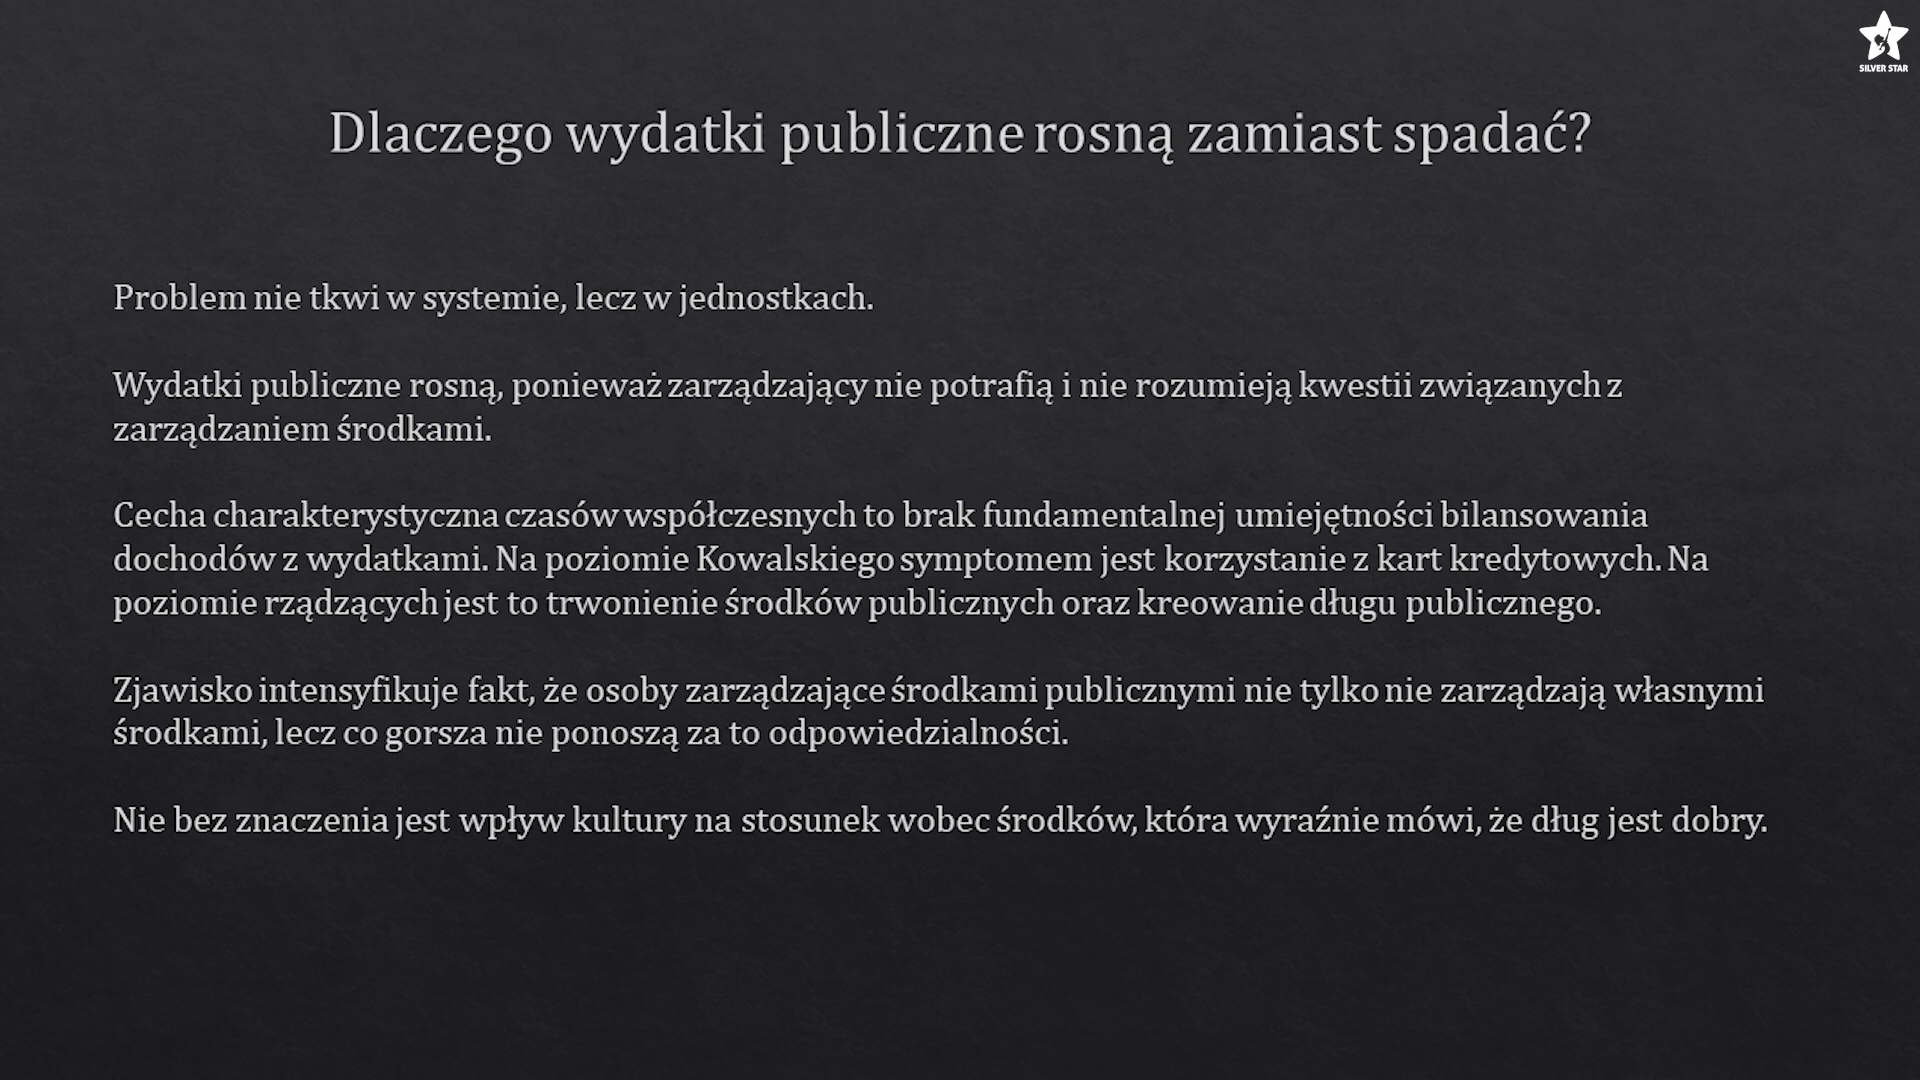 SILVER STAR
Dlaczego wydatki publiczne rosną zamiast spadać?
Problem nie tkwi w systemie, lecz w jednostkach.
Wydatki publiczne rosną, ponieważ zarządzający nie potrafią i nie rozumieją kwestii związanych z
zarządzaniem środkami.
Cecha charakterystyczna czasów współczesnych to brak fundamentalnej umiejętności bilansowania
dochodów z wydatkami. Na poziomie Kowalskiego symptomem jest korzystanie z kart kredytowych. Na
poziomie rządzących jest to trwonienie środków publicznych oraz kreowanie długu publicznego.
Zjawisko intensyfikuje fakt, że osoby zarządzające środkami publicznymi nie tylko nie zarządzają własnymi
środkami, lecz co gorsza nie ponoszą za to odpowiedzialności.
Nie bez znaczenia jest wpływ kultury na stosunek wobec środków, która wyraźnie mówi, że dług jest dobry.